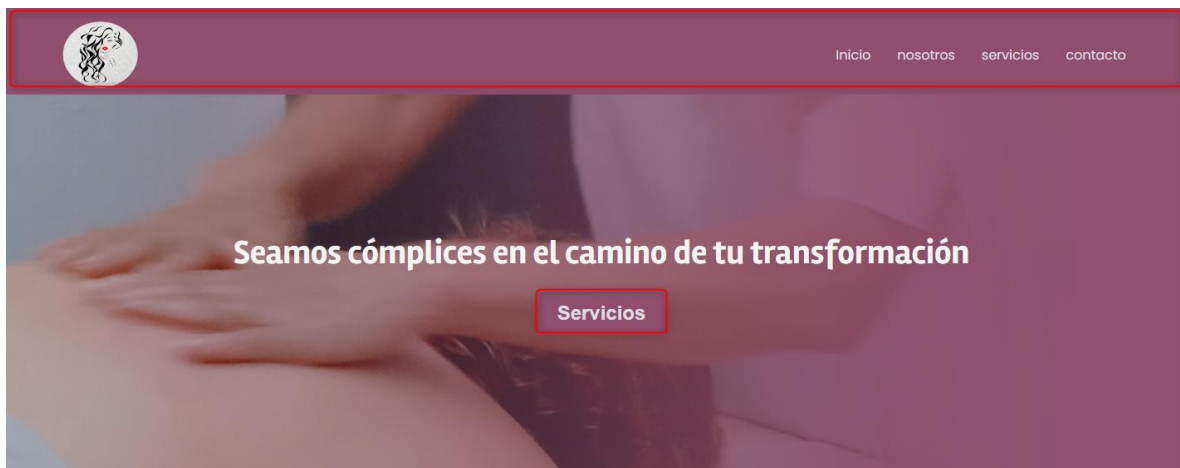 Inicio nosotros servicios contacto
Seamos cómplices en el camino de tu transformación
Servicios